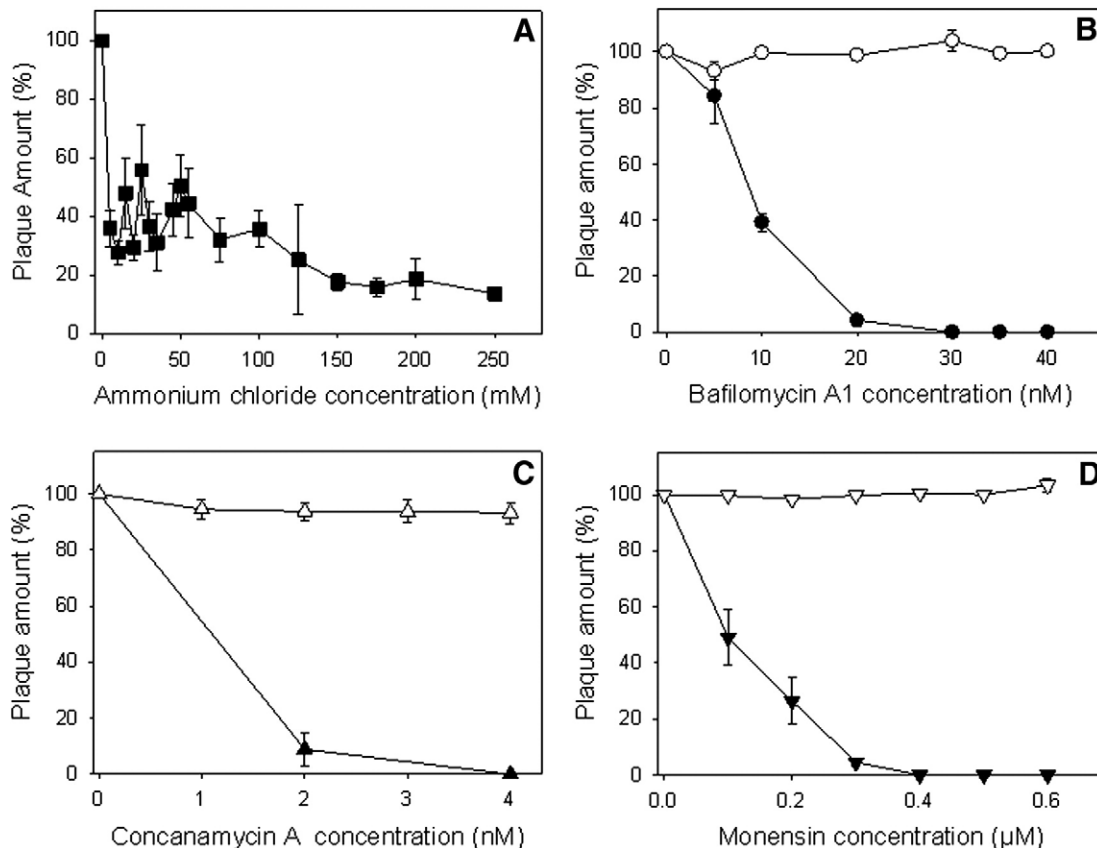 A
Plaque Amount (%)
100
80
60
40
20
0
0 50 100 150 200 250
Ammonium chloride concentration (mM)
B
Plaque amount (%)
100
80
60
40
20
0
0 10 20 30 40
Bafilomycin A1 concentration (nM)
C
Plaque amount (%)
100
80
60
40
20
0
0 1 2 3 4
Concanamycin A concentration (nM)
D
Plaque amount (%)
100
80
60
40
20
0
0.0 0.2 0.4 0.6
Monensin concentration (µM)